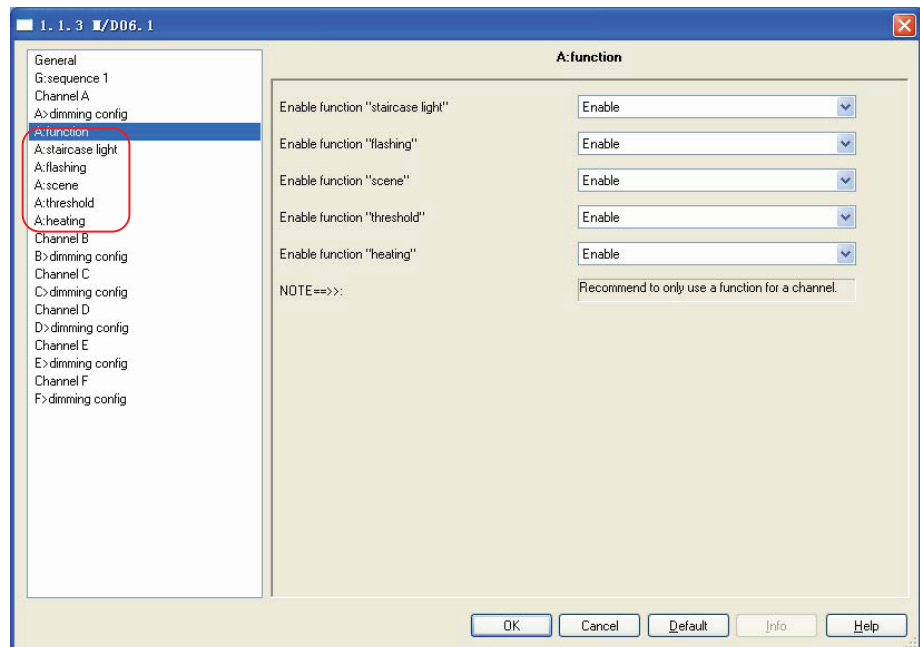 1.1.3 M/D06.1
General
G:sequence 1
Channel A
A>dimming config
A:function
A:staircase light
A:flashing
A:scene
A:threshold
A:heating
Channel B
B>dimming config
Channel C
C>dimming config
Channel D
D>dimming config
Channel E
E>dimming config
Channel F
F>dimming config
A:function
Enable function "staircase light" Enable
Enable function "flashing" Enable
Enable function "scene" Enable
Enable function "threshold" Enable
Enable function "heating" Enable
NOTE==>>: Recommend to only use a function for a channel.
OK Cancel Default Info Help